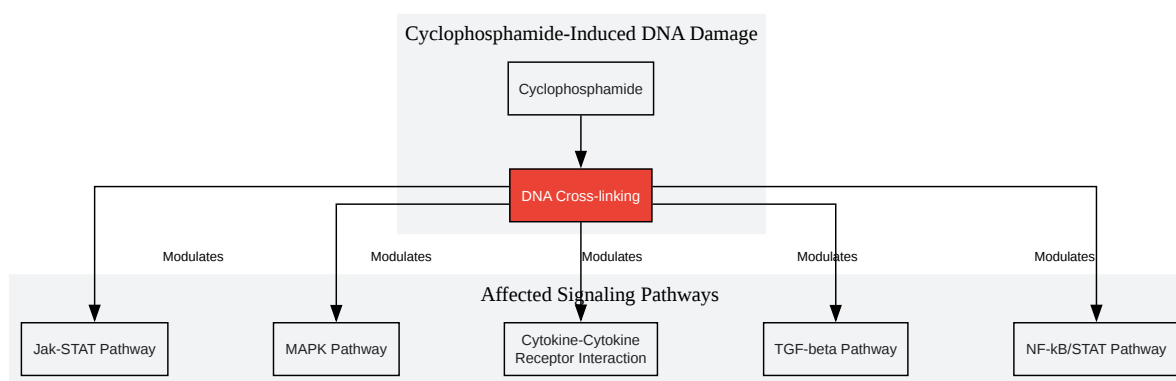 Cyclophosphamide-Induced DNA Damage
Cyclophosphamide
DNA Cross-linking
Modulates
Modulates
Modulates
Modulates
Modulates
Affected Signaling Pathways
Jak-STAT Pathway
MAPK Pathway
Cytokine-Cytokine
Receptor Interaction
TGF-beta Pathway
NF-kB/STAT Pathway